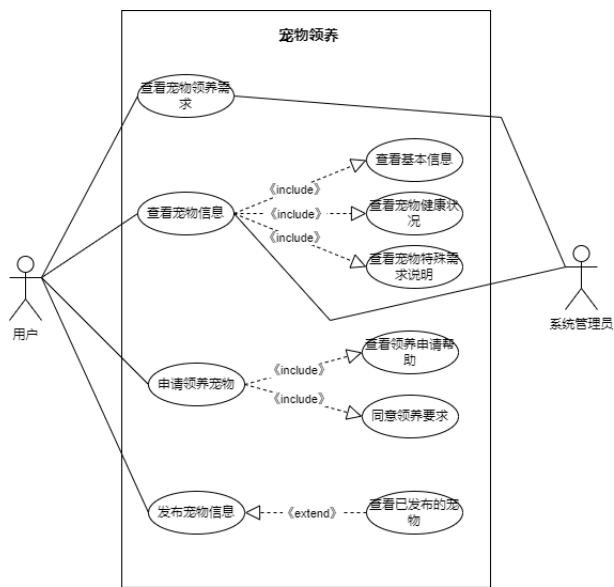 宠物领养
查看宠物领养需
求
查看基本信息
《include》
查看宠物信息
《include》
查看宠物健康状
况
《include》
查看宠物特殊需
求说明
用户
系统管理员
查看领养申请帮
助
《include》
申请领养宠物
《include》
同意领养要求
发布宠物信息
《extend》
查看已发布的宠
物